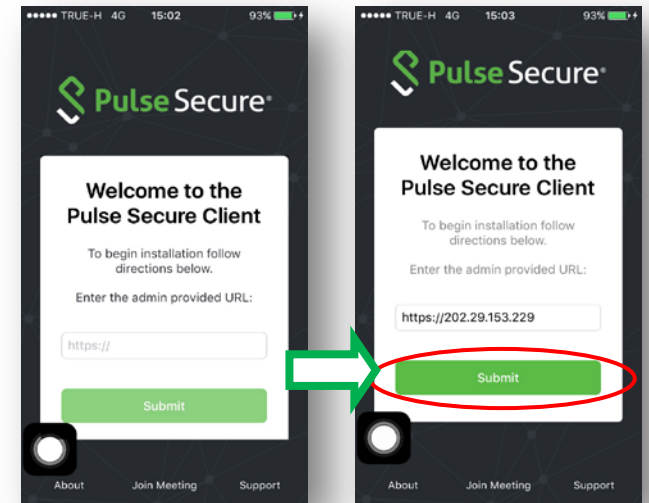 TRUE-H 4G 15:02 93%
Pulse Secure®
Welcome to the
Pulse Secure Client
To begin installation follow
directions below.
Enter the admin provided URL:
https://
Submit
About Join Meeting Support
TRUE-H 4G 15:03 93%
Pulse Secure®
Welcome to the
Pulse Secure Client
To begin installation follow
directions below.
Enter the admin provided URL:
https://202.29.153.229
Submit
About Join Meeting Support